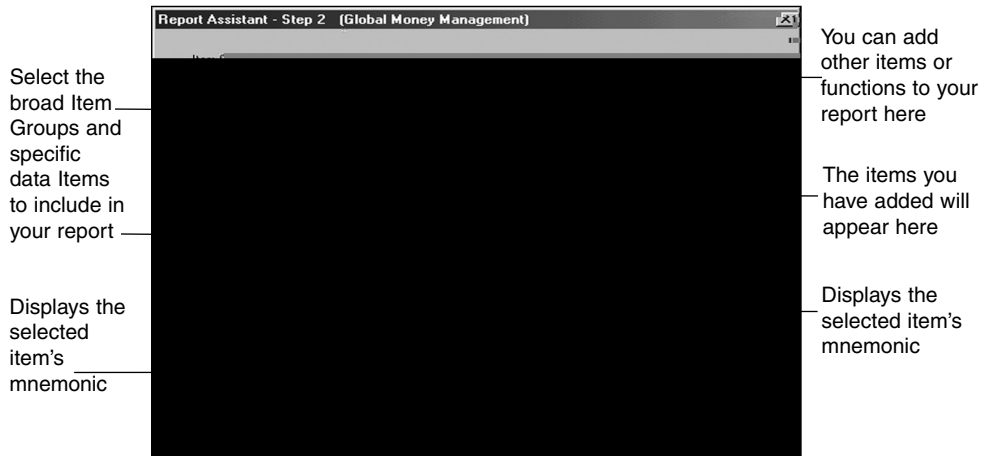 Report Assistant - Step 2 (Global Money Management)
Select the
broad Item
Groups and
specific
data Items
to include in
your report
Displays the
selected
item's
mnemonic
You can add
other items or
functions to your
report here
The items you
have added will
appear here
Displays the
selected item's
mnemonic